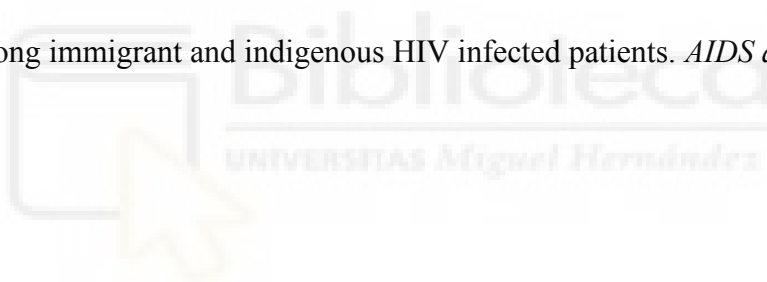 ong immigrant and indigenous HIV infected patients. AIDS
Biblioteca
UNIVERSITAS Miguel Hernández